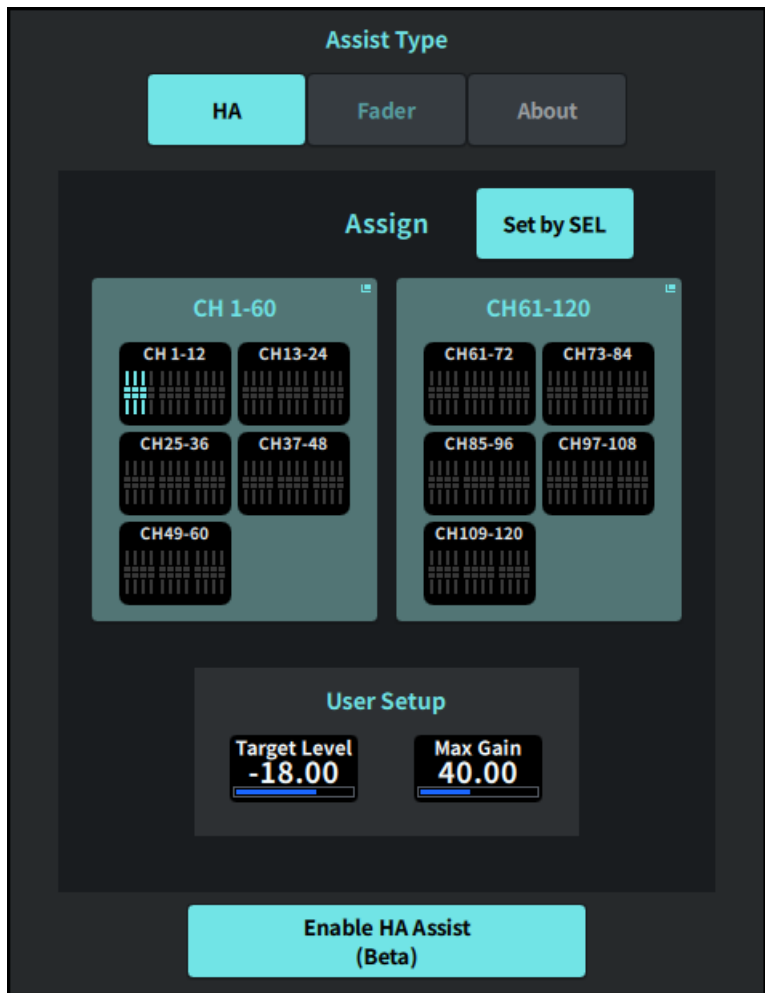 Assist Type
HA
Fader
About
Assign
Set by SEL
CH 1-60
CH 1-12
CH13-24
CH25-36
CH37-48
CH49-60
CH61-120
CH61-72
CH73-84
CH85-96
CH97-108
CH109-120
User Setup
Target Level
-18.00
Max Gain
40.00
Enable HA Assist
(Beta)